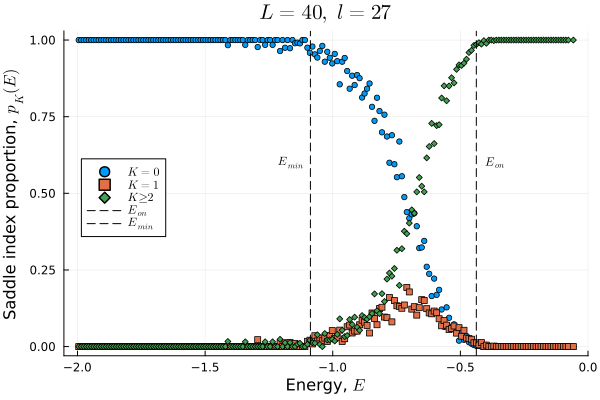 L = 40, l = 27
Saddle index proportion, p_K(E)
1.00
0.75
0.50
0.25
0.00
E_min
E_on
K = 0
K = 1
K≥2
E_on
E_min
−2.0 −1.5 −1.0 −0.5 0.0
Energy, E